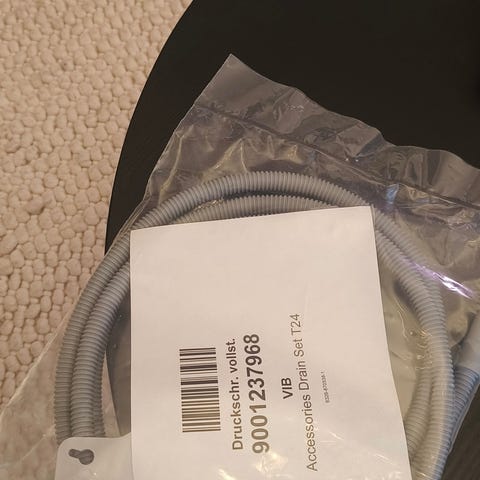 Druckschr. vollst.
9001237968
VIB
Accessories Drain Set T24